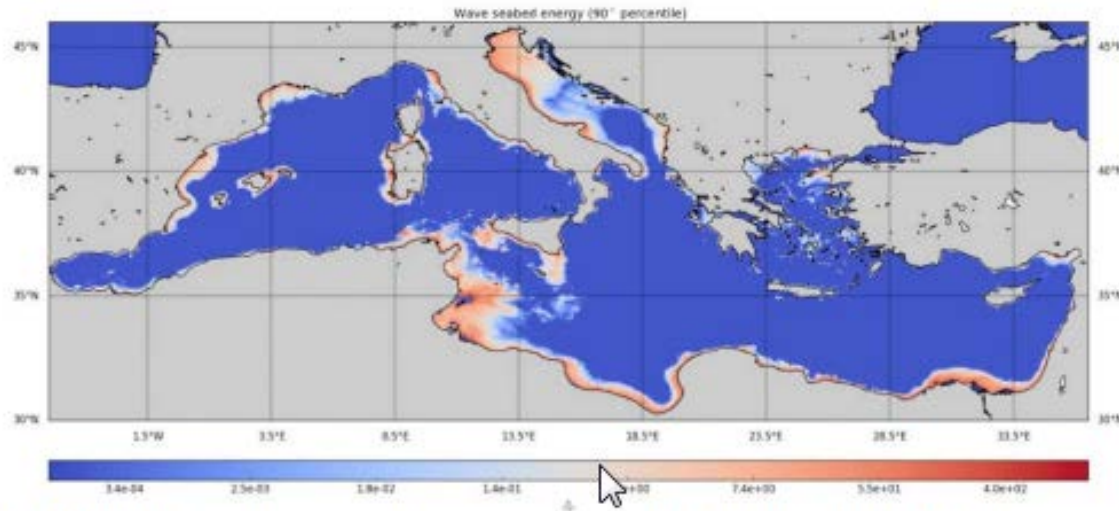 Wave seabed energy (90° percentile)
45°N 45°N
40°N 40°N
35°N 35°N
30°N 30°N
1.5°W 3.5°E 8.5°E 13.5°E 18.5°E 23.5°E 28.5°E 33.5°E
3.4e-04 2.5e-03 1.8e-02 1.4e-01 e+00 7.4e+00 5.5e+01 4.0e+02